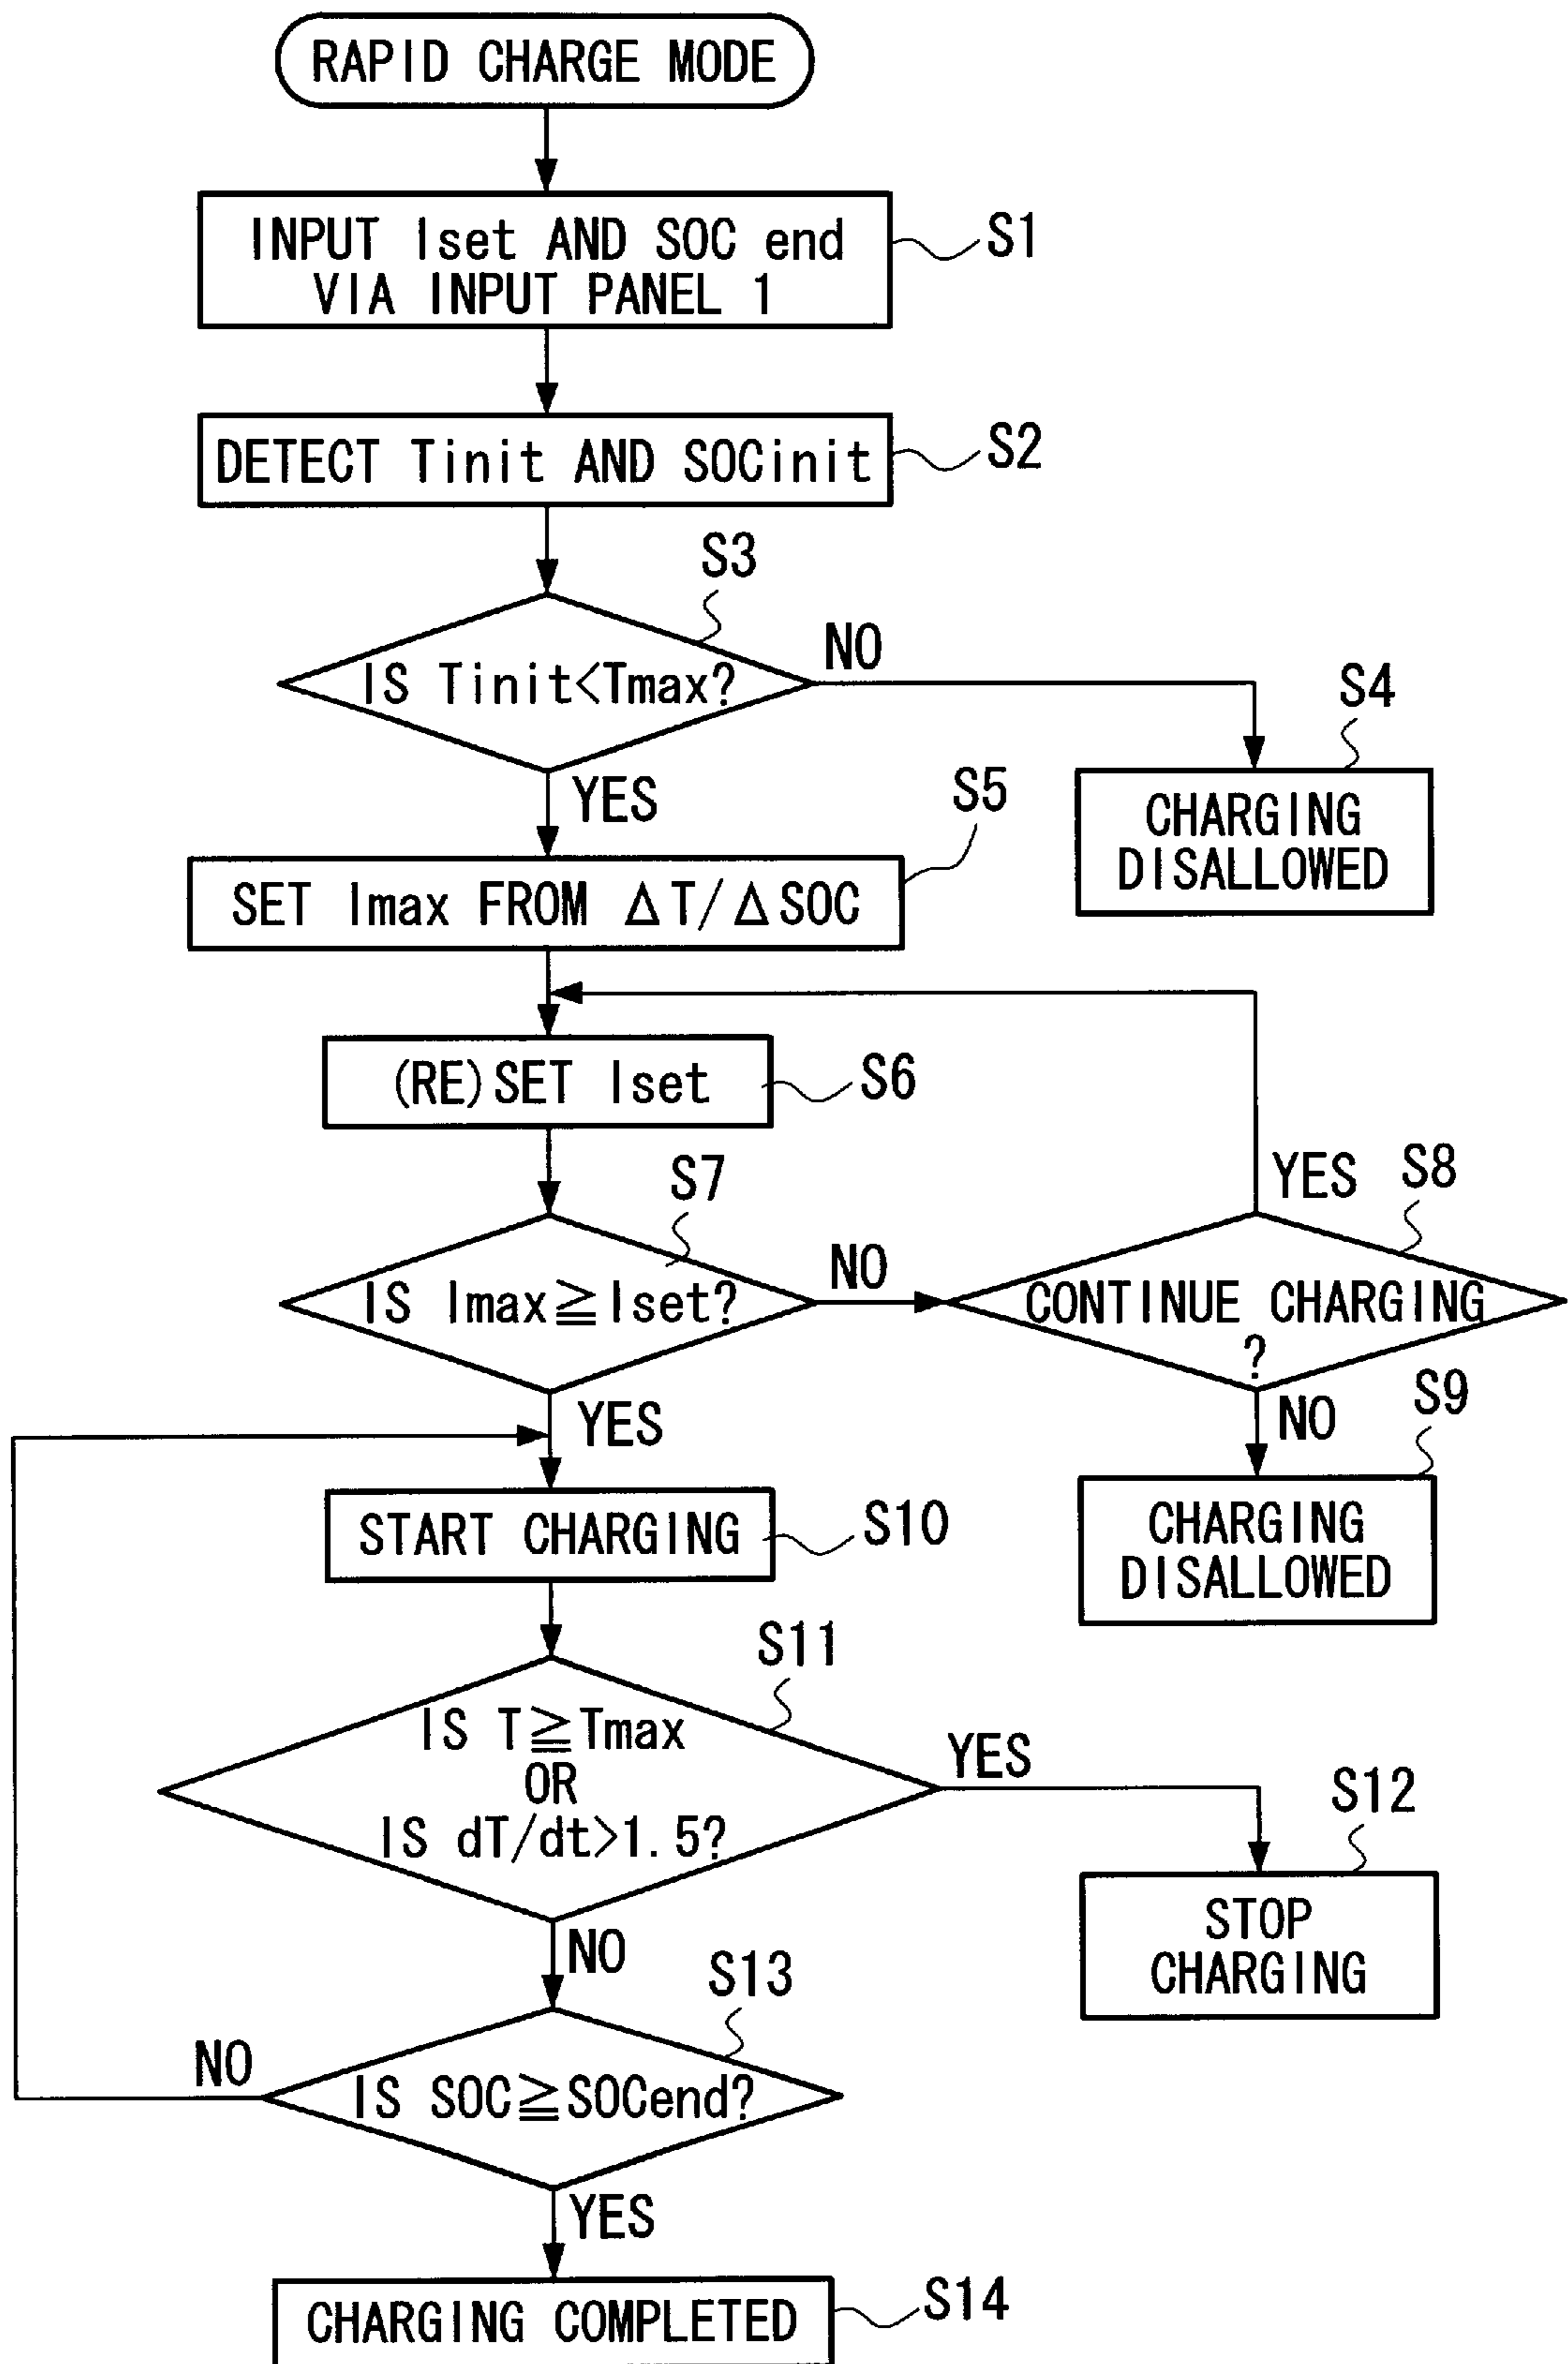 RAPID CHARGE MODE
INPUT Iset AND SOC end
VIA INPUT PANEL 1
S1
DETECT Tinit AND SOCinit
S2
S3
IS Tinit<Tmax?
NO
S4
CHARGING
DISALLOWED
YES
S5
SET Imax FROM ΔT/ΔSOC
(RE)SET Iset
S6
S7
IS Imax≧Iset?
NO
YES
S8
CONTINUE CHARGING
?
NO
S9
CHARGING
DISALLOWED
YES
START CHARGING
S10
S11
IS T≧Tmax
OR
IS dT/dt>1.5?
YES
S12
STOP
CHARGING
NO
S13
IS SOC≧SOCend?
NO
YES
CHARGING COMPLETED
S14